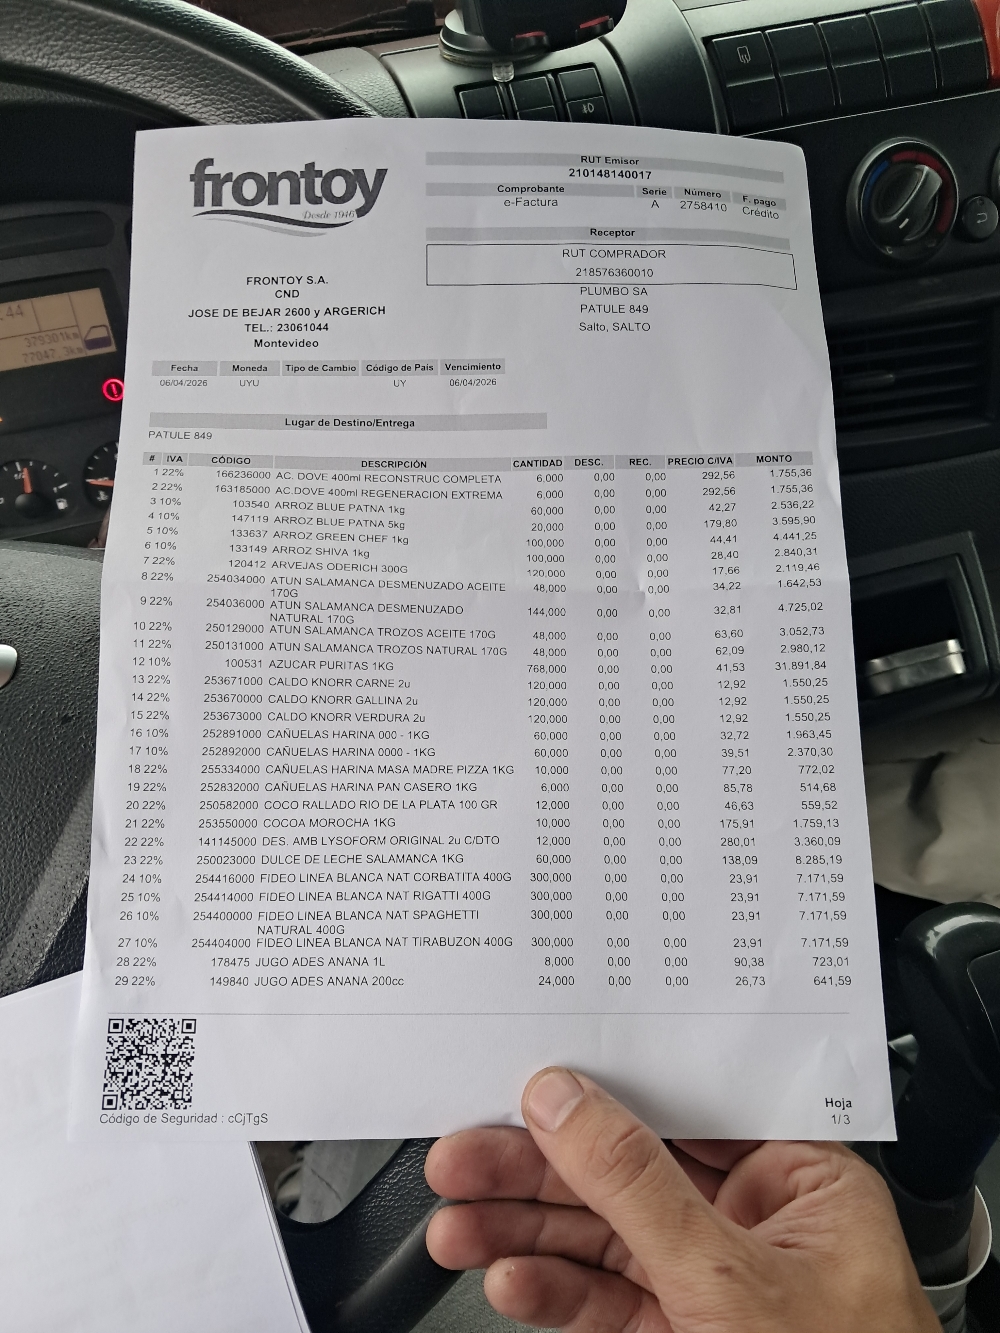 frontoy
Desde 1946
RUT Emisor
210148140017
Comprobante Serie Número F. pago
e-Factura A 2758410 Crédito
Receptor
RUT COMPRADOR
218576360010
PLUMBO SA
PATULE 849
Salto, SALTO
FRONTOY S.A.
CND
JOSE DE BEJAR 2600 y ARGERICH
TEL.: 23061044
Montevideo
Fecha Moneda Tipo de Cambio Código de País Vencimiento
06/04/2026 UYU UY 06/04/2026
Lugar de Destino/Entrega
PATULE 849
# IVA CÓDIGO DESCRIPCIÓN CANTIDAD DESC. REC. PRECIO C/IVA MONTO
1 22% 166236000 AC. DOVE 400ml RECONSTRUC COMPLETA 6,000 0,00 0,00 292,56 1.755,36
2 22% 163185000 AC.DOVE 400ml REGENERACION EXTREMA 6,000 0,00 0,00 292,56 1.755,36
3 10% 103540 ARROZ BLUE PATNA 1kg 60,000 0,00 0,00 42,27 2.536,22
4 10% 147119 ARROZ BLUE PATNA 5kg 20,000 0,00 0,00 179,80 3.595,90
5 10% 133637 ARROZ GREEN CHEF 1kg 100,000 0,00 0,00 44,41 4.441,25
6 10% 133149 ARROZ SHIVA 1kg 100,000 0,00 0,00 28,40 2.840,31
7 22% 120412 ARVEJAS ODERICH 300G 120,000 0,00 0,00 17,66 2.119,46
8 22% 254034000 ATUN SALAMANCA DESMENUZADO ACEITE 48,000 0,00 0,00 34,22 1.642,53
170G
9 22% 254036000 ATUN SALAMANCA DESMENUZADO 144,000 0,00 0,00 32,81 4.725,02
NATURAL 170G
10 22% 250129000 ATUN SALAMANCA TROZOS ACEITE 170G 48,000 0,00 0,00 63,60 3.052,73
11 22% 250131000 ATUN SALAMANCA TROZOS NATURAL 170G 48,000 0,00 0,00 62,09 2.980,12
12 10% 100531 AZUCAR PURITAS 1KG 768,000 0,00 0,00 41,53 31.891,84
13 22% 253671000 CALDO KNORR CARNE 2u 120,000 0,00 0,00 12,92 1.550,25
14 22% 253670000 CALDO KNORR GALLINA 2u 120,000 0,00 0,00 12,92 1.550,25
15 22% 253673000 CALDO KNORR VERDURA 2u 120,000 0,00 0,00 12,92 1.550,25
16 10% 252891000 CAÑUELAS HARINA 000 - 1KG 60,000 0,00 0,00 32,72 1.963,45
17 10% 252892000 CAÑUELAS HARINA 0000 - 1KG 60,000 0,00 0,00 39,51 2.370,30
18 22% 255334000 CAÑUELAS HARINA MASA MADRE PIZZA 1KG 10,000 0,00 0,00 77,20 772,02
19 22% 252832000 CAÑUELAS HARINA PAN CASERO 1KG 6,000 0,00 0,00 85,78 514,68
20 22% 250582000 COCO RALLADO RIO DE LA PLATA 100 GR 12,000 0,00 0,00 46,63 559,52
21 22% 253550000 COCOA MOROCHA 1KG 10,000 0,00 0,00 175,91 1.759,13
22 22% 141145000 DES. AMB LYSOFORM ORIGINAL 2u C/DTO 12,000 0,00 0,00 280,01 3.360,09
23 22% 250023000 DULCE DE LECHE SALAMANCA 1KG 60,000 0,00 0,00 138,09 8.285,19
24 10% 254416000 FIDEO LINEA BLANCA NAT CORBATITA 400G 300,000 0,00 0,00 23,91 7.171,59
25 10% 254414000 FIDEO LINEA BLANCA NAT RIGATTI 400G 300,000 0,00 0,00 23,91 7.171,59
26 10% 254400000 FIDEO LINEA BLANCA NAT SPAGHETTI 300,000 0,00 0,00 23,91 7.171,59
NATURAL 400G
27 10% 254404000 FIDEO LINEA BLANCA NAT TIRABUZON 400G 300,000 0,00 0,00 23,91 7.171,59
28 22% 178475 JUGO ADES ANANA 1L 8,000 0,00 0,00 90,38 723,01
29 22% 149840 JUGO ADES ANANA 200cc 24,000 0,00 0,00 26,73 641,59
Código de Seguridad : cCjTgS
Hoja
1/3